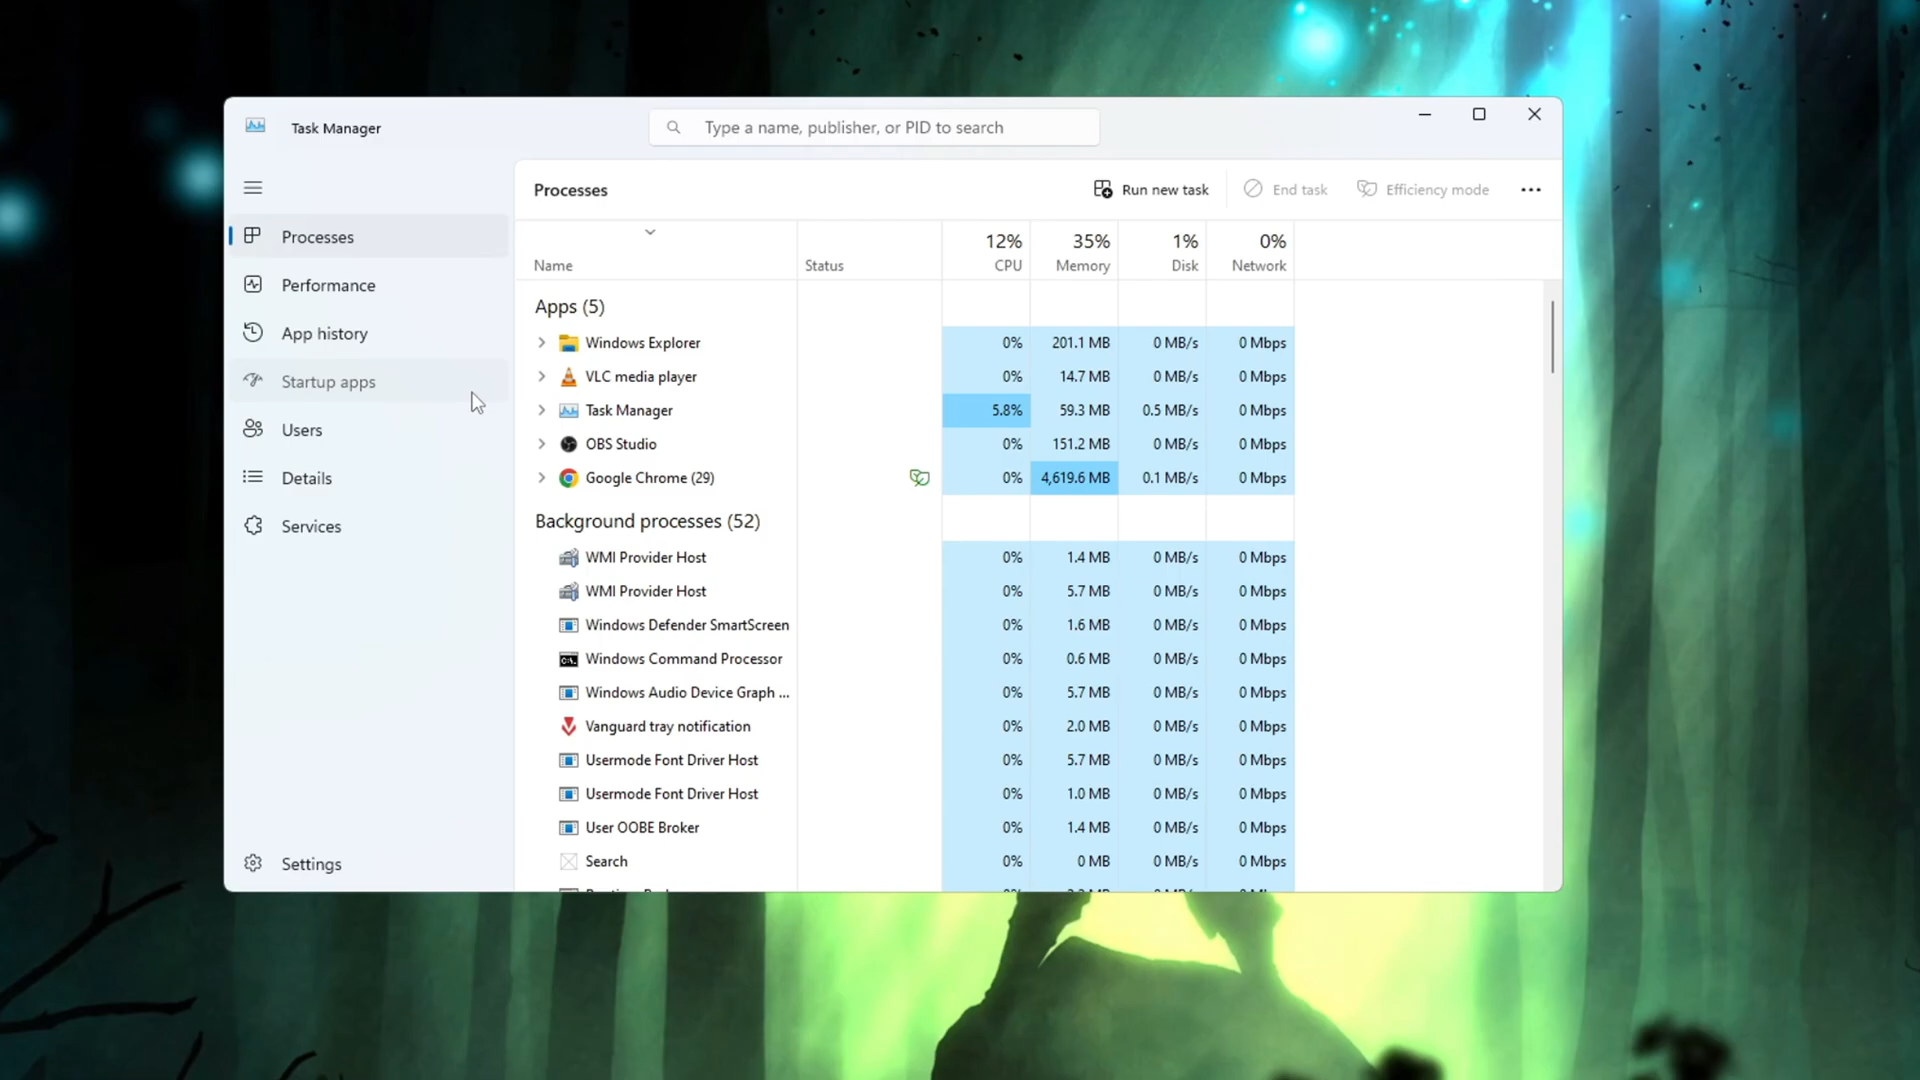 Task Manager
Type a name, publisher, or PID to search
Processes
Performance
App history
Startup apps
Users
Details
Services
Settings
Processes
Run new task
End task
Efficiency mode
Name Status 12% CPU 35% Memory 1% Disk 0% Network
Apps (5)
Windows Explorer 0% 201.1 MB 0 MB/s 0 Mbps
VLC media player 0% 14.7 MB 0 MB/s 0 Mbps
Task Manager 5.8% 59.3 MB 0.5 MB/s 0 Mbps
OBS Studio 0% 151.2 MB 0 MB/s 0 Mbps
Google Chrome (29) 0% 4,619.6 MB 0.1 MB/s 0 Mbps
Background processes (52)
WMI Provider Host 0% 1.4 MB 0 MB/s 0 Mbps
WMI Provider Host 0% 5.7 MB 0 MB/s 0 Mbps
Windows Defender SmartScreen 0% 1.6 MB 0 MB/s 0 Mbps
Windows Command Processor 0% 0.6 MB 0 MB/s 0 Mbps
Windows Audio Device Graph ... 0% 5.7 MB 0 MB/s 0 Mbps
Vanguard tray notification 0% 2.0 MB 0 MB/s 0 Mbps
Usermode Font Driver Host 0% 5.7 MB 0 MB/s 0 Mbps
Usermode Font Driver Host 0% 1.0 MB 0 MB/s 0 Mbps
User OOBE Broker 0% 1.4 MB 0 MB/s 0 Mbps
Search 0% 0 MB 0 MB/s 0 Mbps